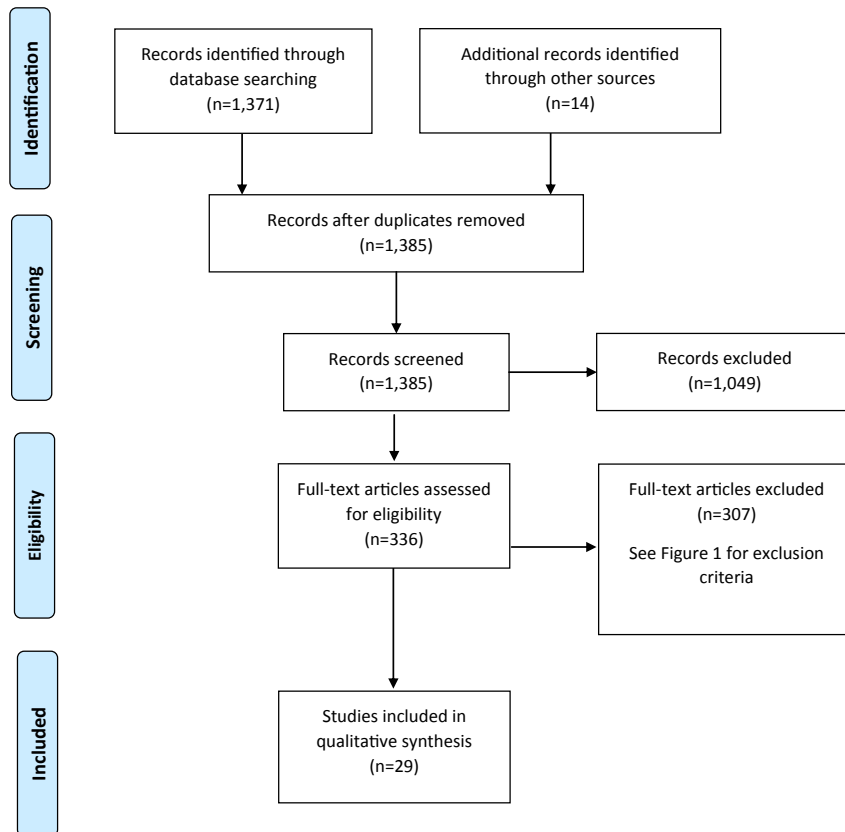 Identification
Records identified through
database searching
(n=1,371)
Additional records identified
through other sources
(n=14)
Records after duplicates removed
(n=1,385)
Screening
Records screened
(n=1,385)
Records excluded
(n=1,049)
Eligibility
Full-text articles assessed
for eligibility
(n=336)
Full-text articles excluded
(n=307)
See Figure 1 for exclusion
criteria
Included
Studies included in
qualitative synthesis
(n=29)